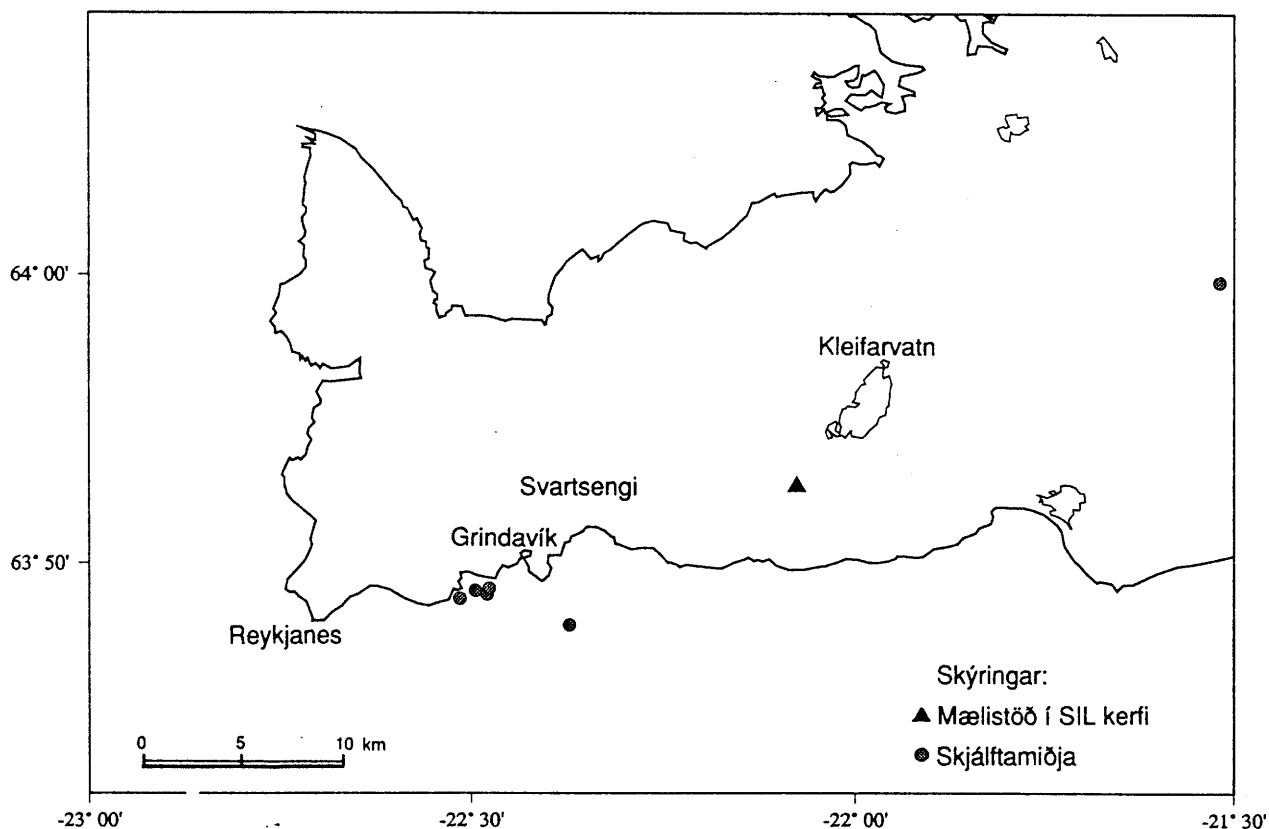 64° 00'
Kleifarvatn
Svartsengi
Grindavík
63° 50'
Reykjanes
Skýringar:
Mælistöð í SIL kerfi
Skjálftamiðja
0 5 10 km
-23° 00' -22° 30' -22° 00' -21° 30'